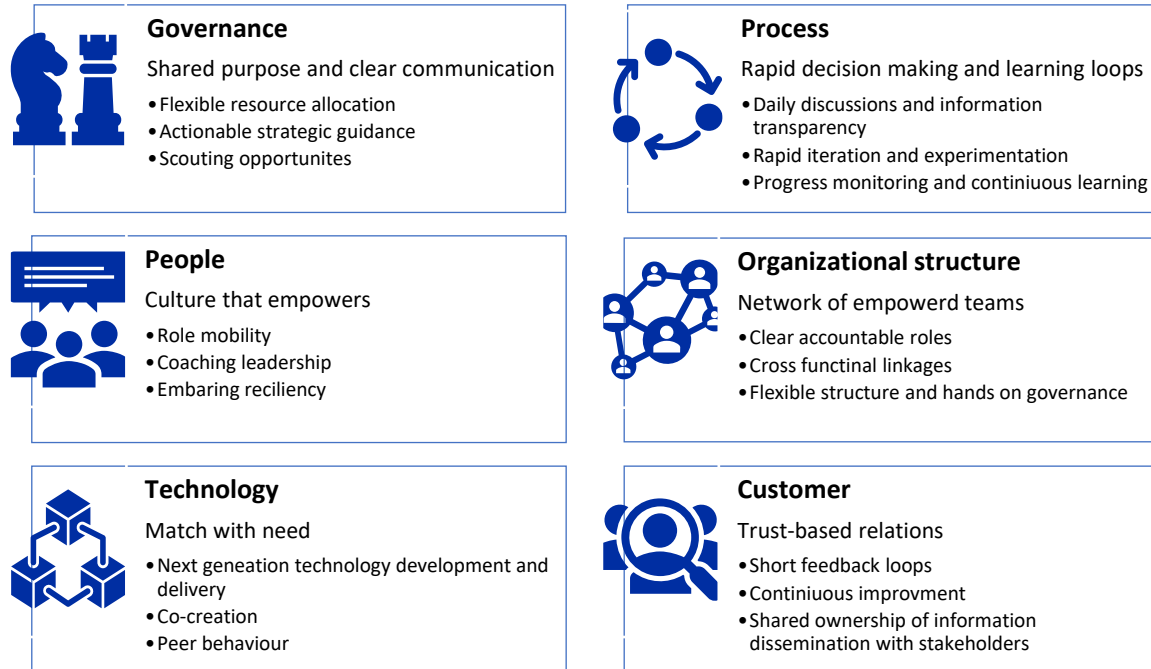 Governance
Shared purpose and clear communication
•Flexible resource allocation
•Actionable strategic guidance
•Scouting opportunites
Process
Rapid decision making and learning loops
•Daily discussions and information
transparency
•Rapid iteration and experimentation
•Progress monitoring and continiuous learning
People
Culture that empowers
•Role mobility
•Coaching leadership
•Embaring reciliency
Organizational structure
Network of empowerd teams
•Clear accountable roles
•Cross functinal linkages
•Flexible structure and hands on governance
Technology
Match with need
•Next geneation technology development and
delivery
•Co-creation
•Peer behaviour
Customer
Trust-based relations
•Short feedback loops
•Continiuous improvment
•Shared ownership of information
dissemination with stakeholders